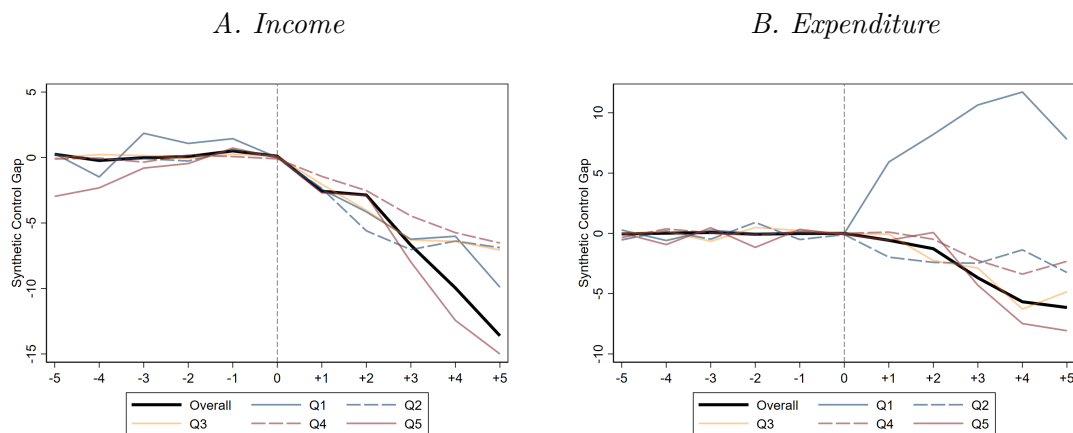 A. Income
B. Expenditure
Synthetic Control Gap
5
0
-5
-10
-15
-5 -4 -3 -2 -1 0 +1 +2 +3 +4 +5
Overall Q1 Q2
Q3 Q4 Q5
Synthetic Control Gap
10
5
0
-5
-10
-5 -4 -3 -2 -1 0 +1 +2 +3 +4 +5
Overall Q1 Q2
Q3 Q4 Q5